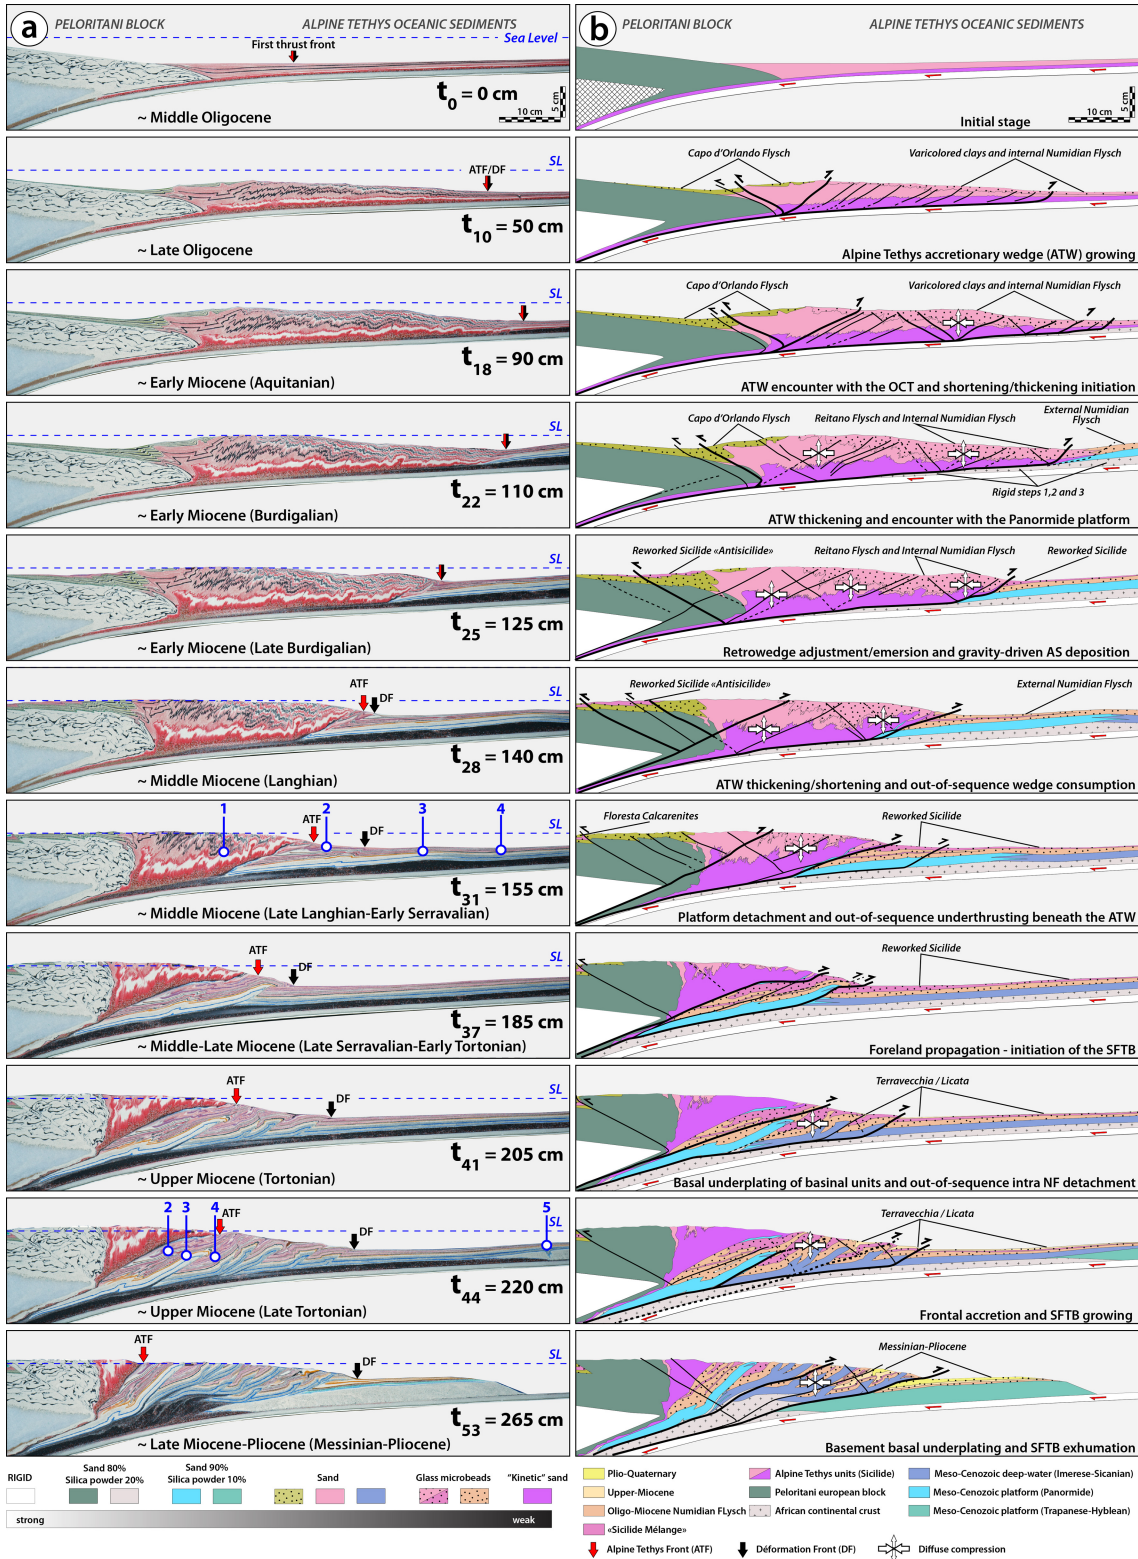 a
PELORITANI BLOCK
ALPINE TETHYS OCEANIC SEDIMENTS
Sea Level
First thrust front
t0 = 0 cm
5 cm
10 cm
~ Middle Oligocene
b
PELORITANI BLOCK
ALPINE TETHYS OCEANIC SEDIMENTS
5 cm
10 cm
Initial stage
SL
ATF/DF
t10 = 50 cm
~ Late Oligocene
Capo d'Orlando Flysch
Varicolored clays and internal Numidian Flysch
Alpine Tethys accretionary wedge (ATW) growing
SL
t18 = 90 cm
~ Early Miocene (Aquitanian)
Capo d'Orlando Flysch
Varicolored clays and internal Numidian Flysch
ATW encounter with the OCT and shortening/thickening initiation
SL
t22 = 110 cm
~ Early Miocene (Burdigalian)
Capo d'Orlando Flysch
Reitano Flysch and Internal Numidian Flysch
External Numidian
Flysch
Rigid steps 1,2 and 3
ATW thickening and encounter with the Panormide platform
SL
t25 = 125 cm
~ Early Miocene (Late Burdigalian)
Reworked Sicilide «Antisicilide»
Reitano Flysch and Internal Numidian Flysch
Reworked Sicilide
Retrowedge adjustment/emersion and gravity-driven AS deposition
ATF
DF
SL
t28 = 140 cm
~ Middle Miocene (Langhian)
Reworked Sicilide «Antisicilide»
External Numidian Flysch
ATW thickening/shortening and out-of-sequence wedge consumption
1
2
3
4
ATF
DF
SL
t31 = 155 cm
~ Middle Miocene (Late Langhian-Early Serravalian)
Floresta Calcarenites
Reworked Sicilide
Platform detachment and out-of-sequence underthrusting beneath the ATW
ATF
DF
SL
t37 = 185 cm
~ Middle-Late Miocene (Late Serravalian-Early Tortonian)
Reworked Sicilide
Foreland propagation - initiation of the SFTB
ATF
DF
SL
t41 = 205 cm
~ Upper Miocene (Tortonian)
Terravecchia / Licata
Basal underplating of basinal units and out-of-sequence intra NF detachment
2
3
4
5
ATF
DF
SL
t44 = 220 cm
~ Upper Miocene (Late Tortonian)
Terravecchia / Licata
Frontal accretion and SFTB growing
ATF
DF
SL
t53 = 265 cm
~ Late Miocene-Pliocene (Messinian-Pliocene)
Messinian-Pliocene
Basement basal underplating and SFTB exhumation
RIGID
Sand 80%
Silica powder 20%
Sand 90%
Silica powder 10%
Sand
Glass microbeads
"Kinetic" sand
strong
weak
Plio-Quaternary
Upper-Miocene
Oligo-Miocene Numidian FLysch
«Sicilide Mélange»
Alpine Tethys units (Sicilide)
Peloritani european block
African continental crust
Meso-Cenozoic deep-water (Imerese-Sicanian)
Meso-Cenozoic platform (Panormide)
Meso-Cenozoic platform (Trapanese-Hyblean)
Alpine Tethys Front (ATF)
Déformation Front (DF)
Diffuse compression